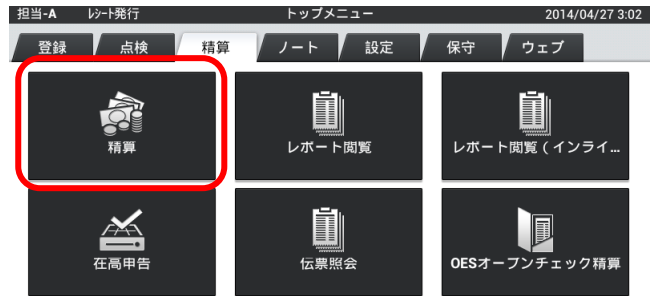 担当-A ﾚｼｰﾄ発行 トップメニュー 2014/04/27 3:02
登録 点検 精算 ノート 設定 保守 ウェブ
精算 レポート閲覧 レポート閲覧 ( インライ...
在高申告 伝票照会 OESオープンチェック精算